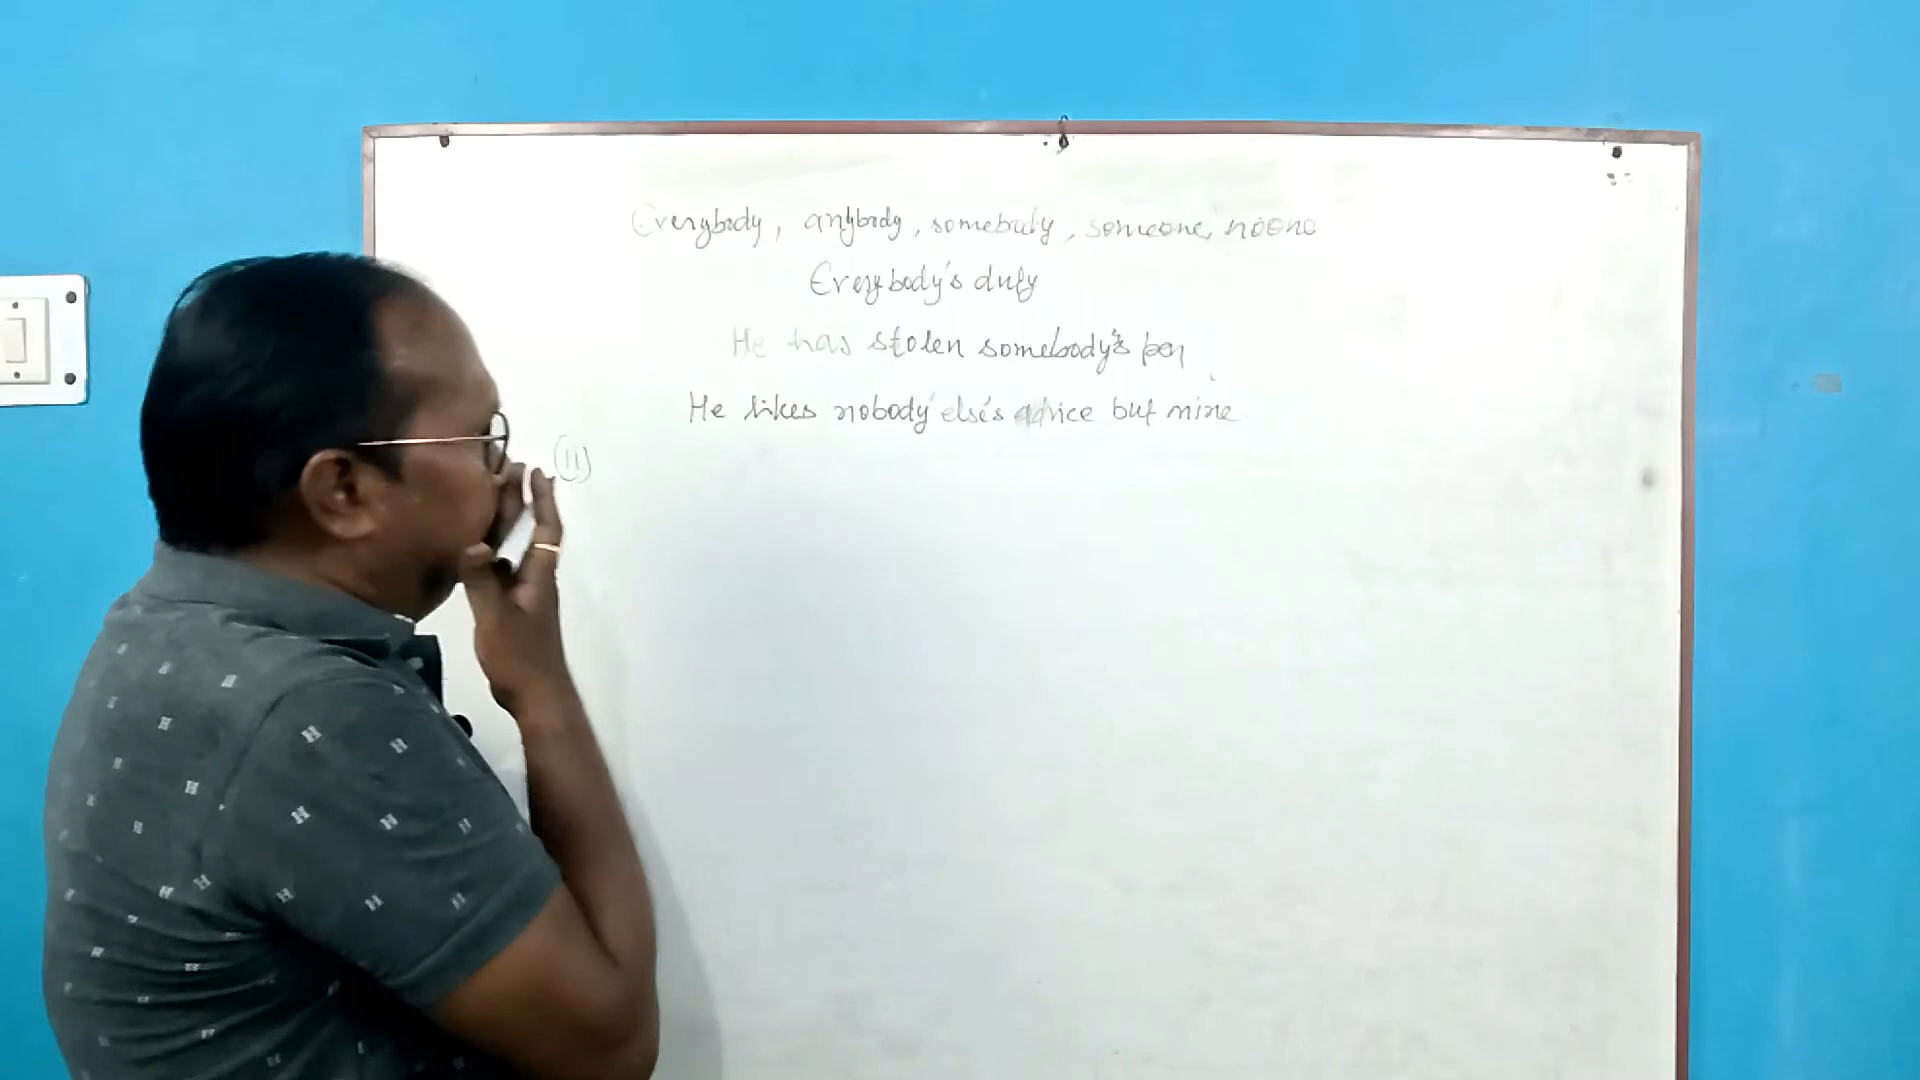 Everybody, anybody, somebody, someone, noone
Everybody's duty
He has stolen somebody's pen
He likes nobody else's advice but mine
(11)